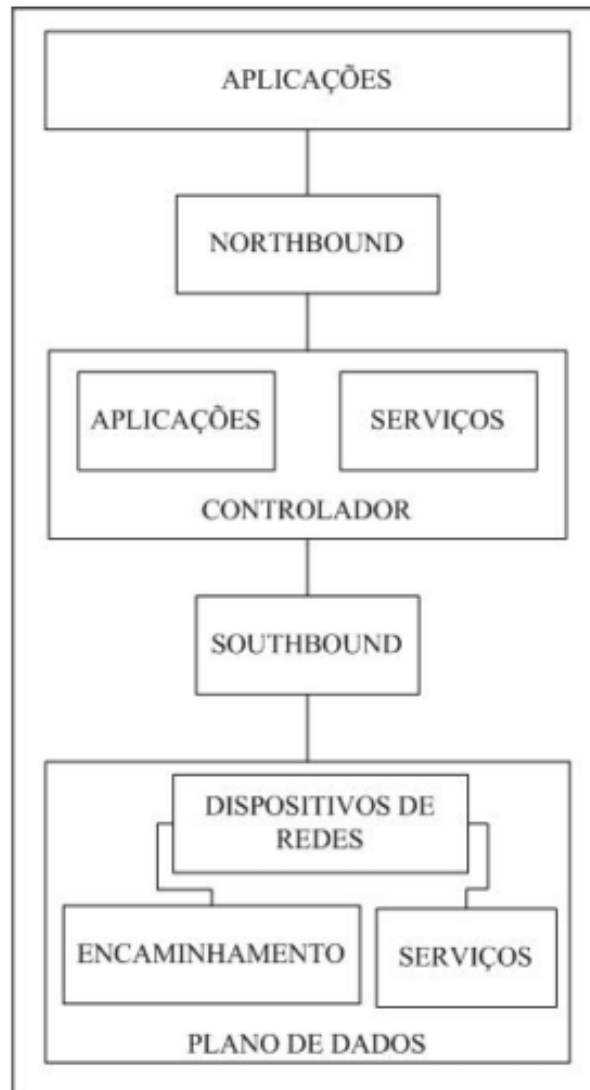 APLICAÇÕES
NORTHBOUND
APLICAÇÕES
SERVIÇOS
CONTROLADOR
SOUTHBOUND
DISPOSITIVOS DE
REDES
ENCAMINHAMENTO
SERVIÇOS
PLANO DE DADOS